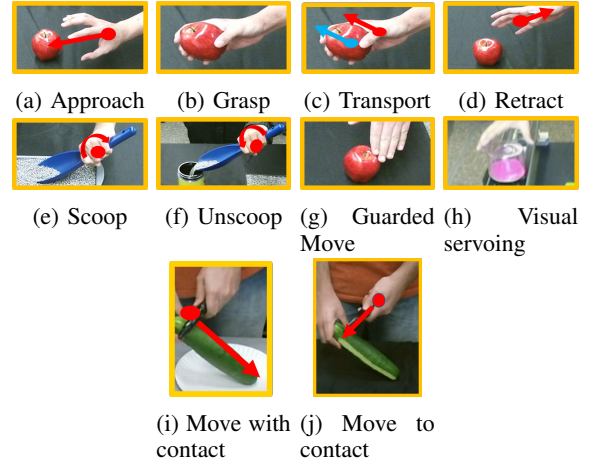 (a) Approach
(b) Grasp
(c) Transport
(d) Retract
(e) Scoop
(f) Unscoop
(g) Guarded
Move
(h) Visual
servoing
(i) Move with
contact
(j) Move to
contact